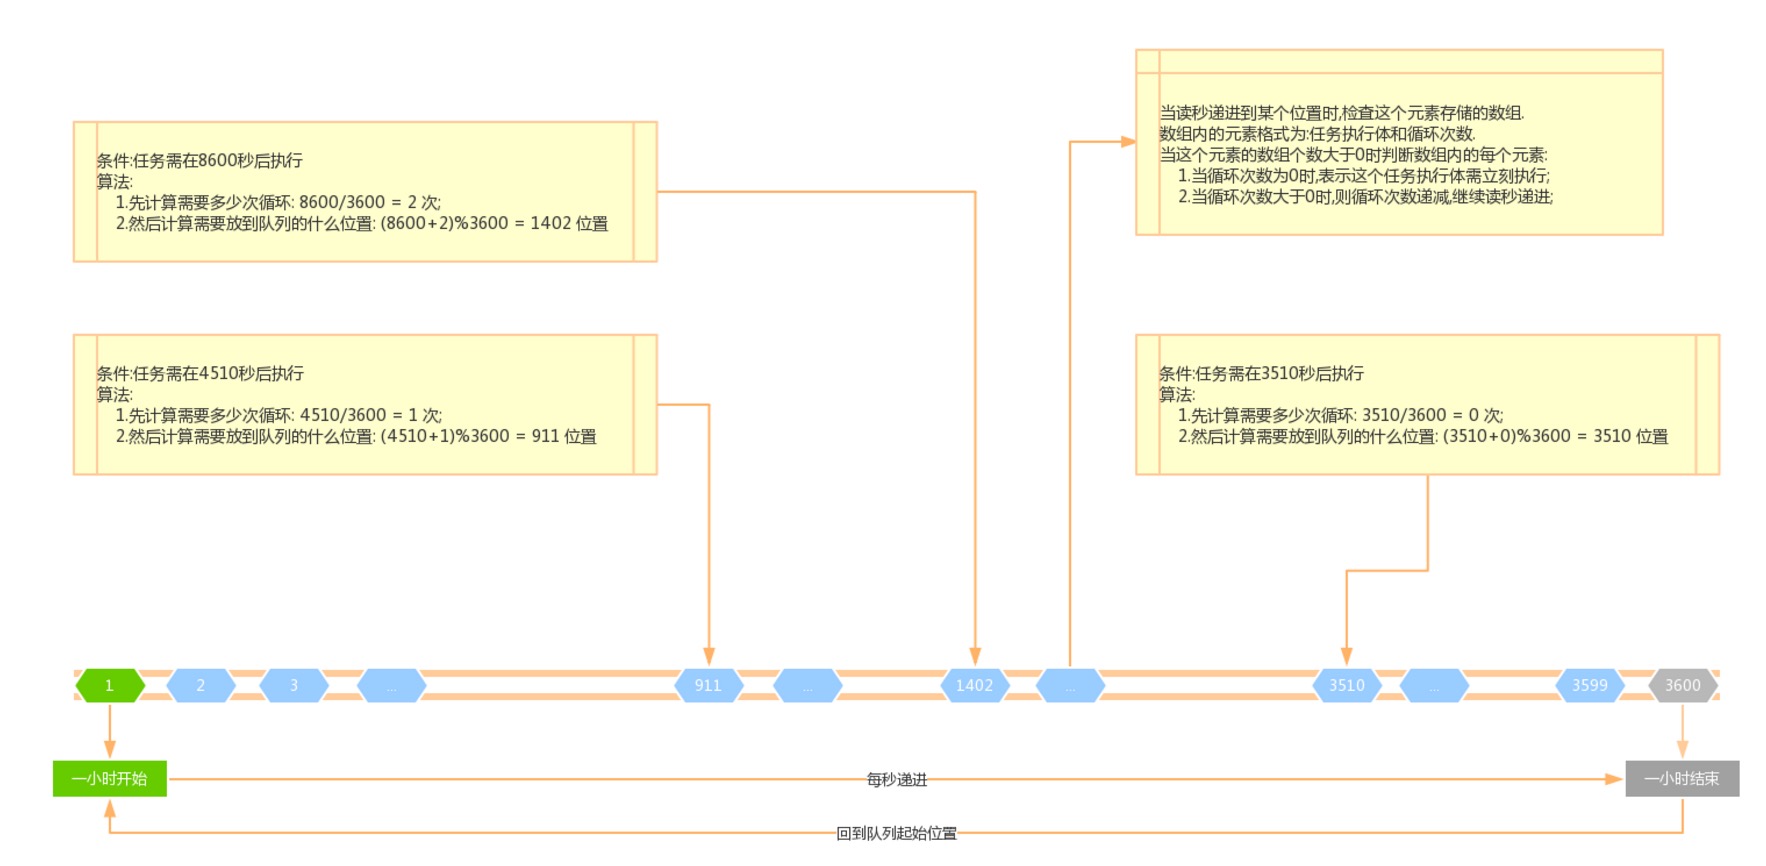 当读秒递进到某个位置时,检查这个元素存储的数组.
数组内的元素格式为:任务执行体和循环次数.
当这个元素的数组个数大于0时判断数组内的每个元素:
1.当循环次数为0时,表示这个任务执行体需立刻执行;
2.当循环次数大于0时,则循环次数递减,继续读秒递进;
条件:任务需在8600秒后执行
算法:
1.先计算需要多少次循环: 8600/3600 = 2 次;
2.然后计算需要放到队列的什么位置: (8600+2)%3600 = 1402 位置
条件:任务需在4510秒后执行
算法:
1.先计算需要多少次循环: 4510/3600 = 1 次;
2.然后计算需要放到队列的什么位置: (4510+1)%3600 = 911 位置
条件:任务需在3510秒后执行
算法:
1.先计算需要多少次循环: 3510/3600 = 0 次;
2.然后计算需要放到队列的什么位置: (3510+0)%3600 = 3510 位置
1 2 3 ... 911 ... 1402 ... 3510 ... 3599 3600
一小时开始 每秒递进 一小时结束
回到队列起始位置